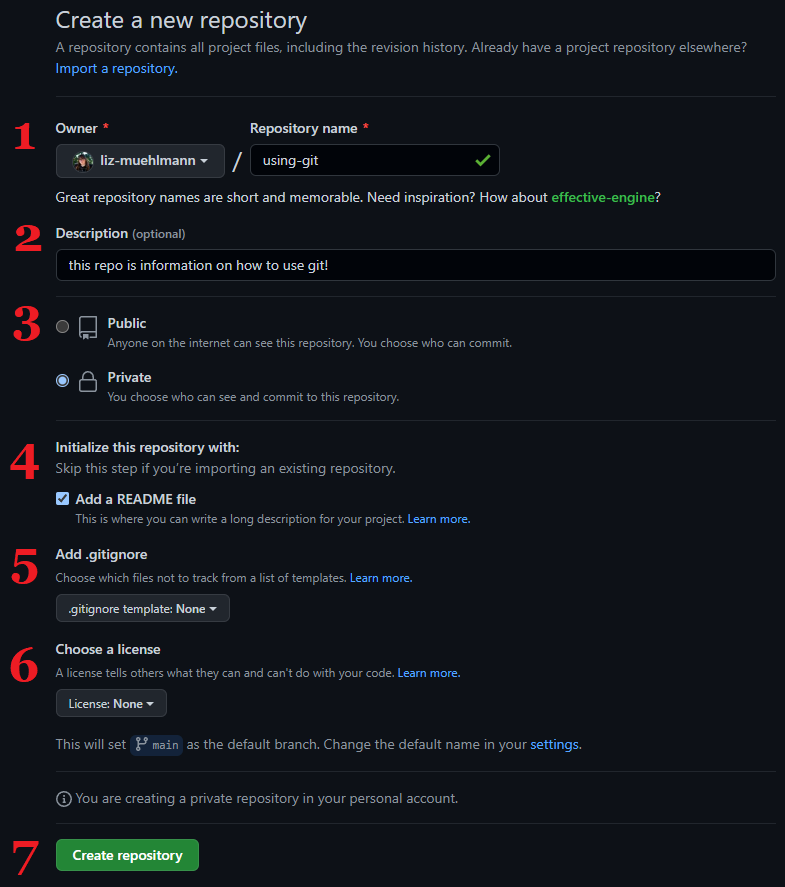 Create a new repository
A repository contains all project files, including the revision history. Already have a project repository elsewhere?
Import a repository.
1
Owner * Repository name *
liz-muehlmann / using-git
Great repository names are short and memorable. Need inspiration? How about effective-engine?
2
Description (optional)
this repo is information on how to use git!
3
Public
Anyone on the internet can see this repository. You choose who can commit.
Private
You choose who can see and commit to this repository.
4
Initialize this repository with:
Skip this step if you're importing an existing repository.
Add a README file
This is where you can write a long description for your project. Learn more.
5
Add .gitignore
Choose which files not to track from a list of templates. Learn more.
.gitignore template: None
6
Choose a license
A license tells others what they can and can't do with your code. Learn more.
License: None
This will set main as the default branch. Change the default name in your settings.
You are creating a private repository in your personal account.
7
Create repository